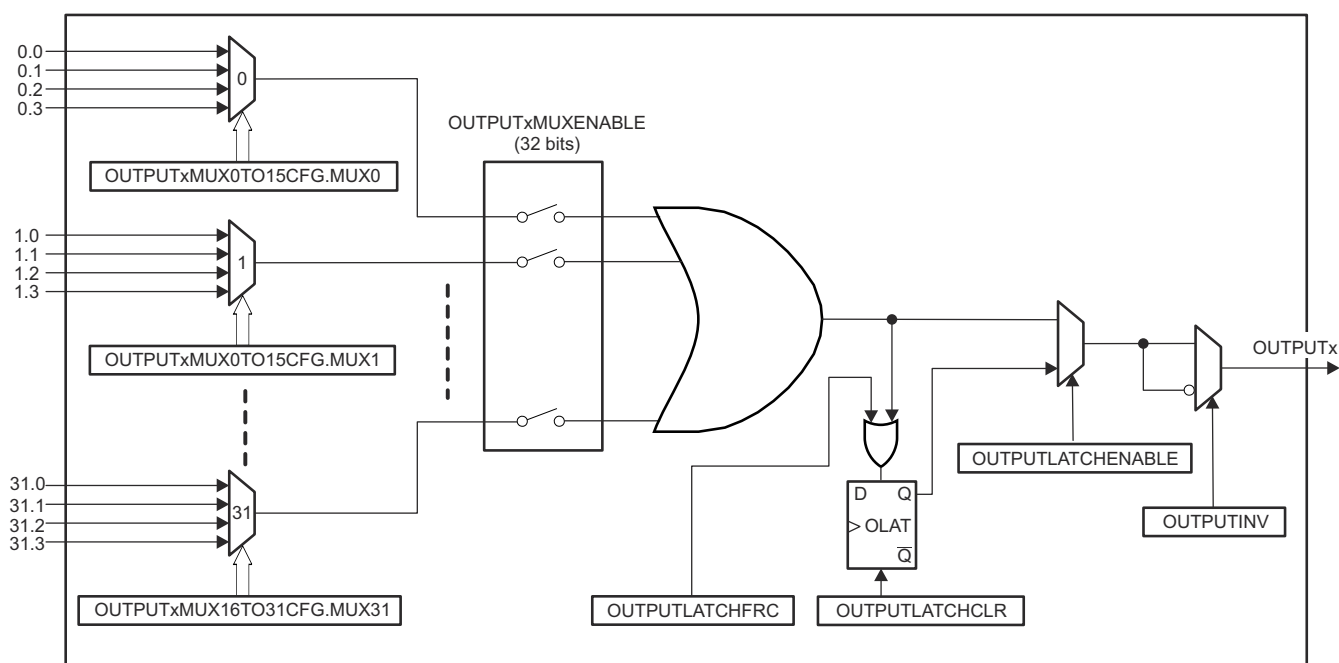 0.0
0.1
0.2
0.3
0
OUTPUTxMUX0TO15CFG.MUX0
OUTPUTxMUXENABLE
(32 bits)
1.0
1.1
1.2
1.3
1
OUTPUTxMUX0TO15CFG.MUX1
31.0
31.1
31.2
31.3
31
OUTPUTxMUX16TO31CFG.MUX31
OUTPUTLATCHFRC
D Q
OLAT
Q
OUTPUTLATCHCLR
OUTPUTLATCHENABLE
OUTPUTINV
OUTPUTx